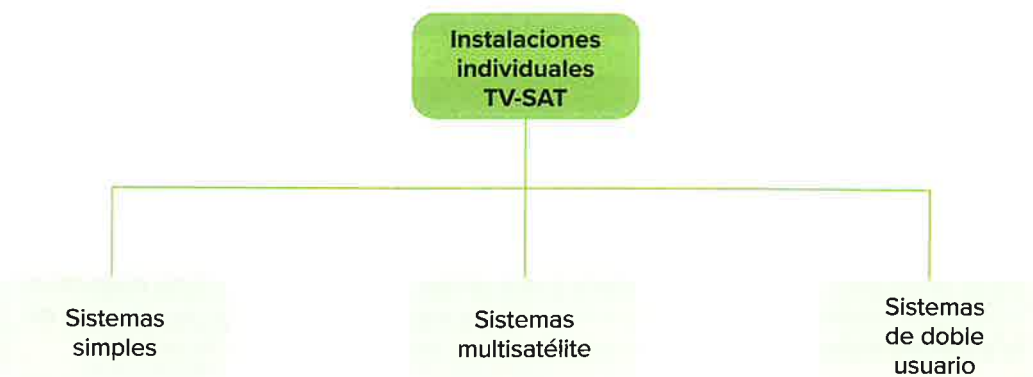 Instalaciones
individuales
TV-SAT
Sistemas
simples
Sistemas
multisatélite
Sistemas
de doble
usuario